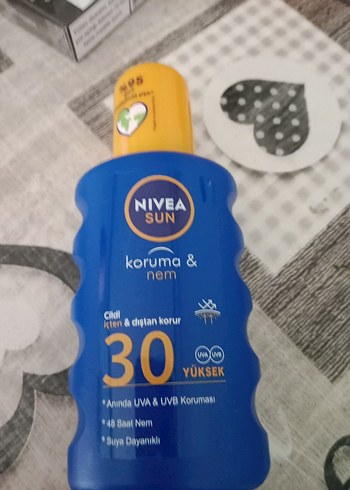 %95
NIVEA
SUN
koruma &
nem
Cildi
içten & dıştan korur
30
UVA UVB
YÜKSEK
Anında UVA & UVB Koruması
48 Saat Nem
Suya Dayanıklı